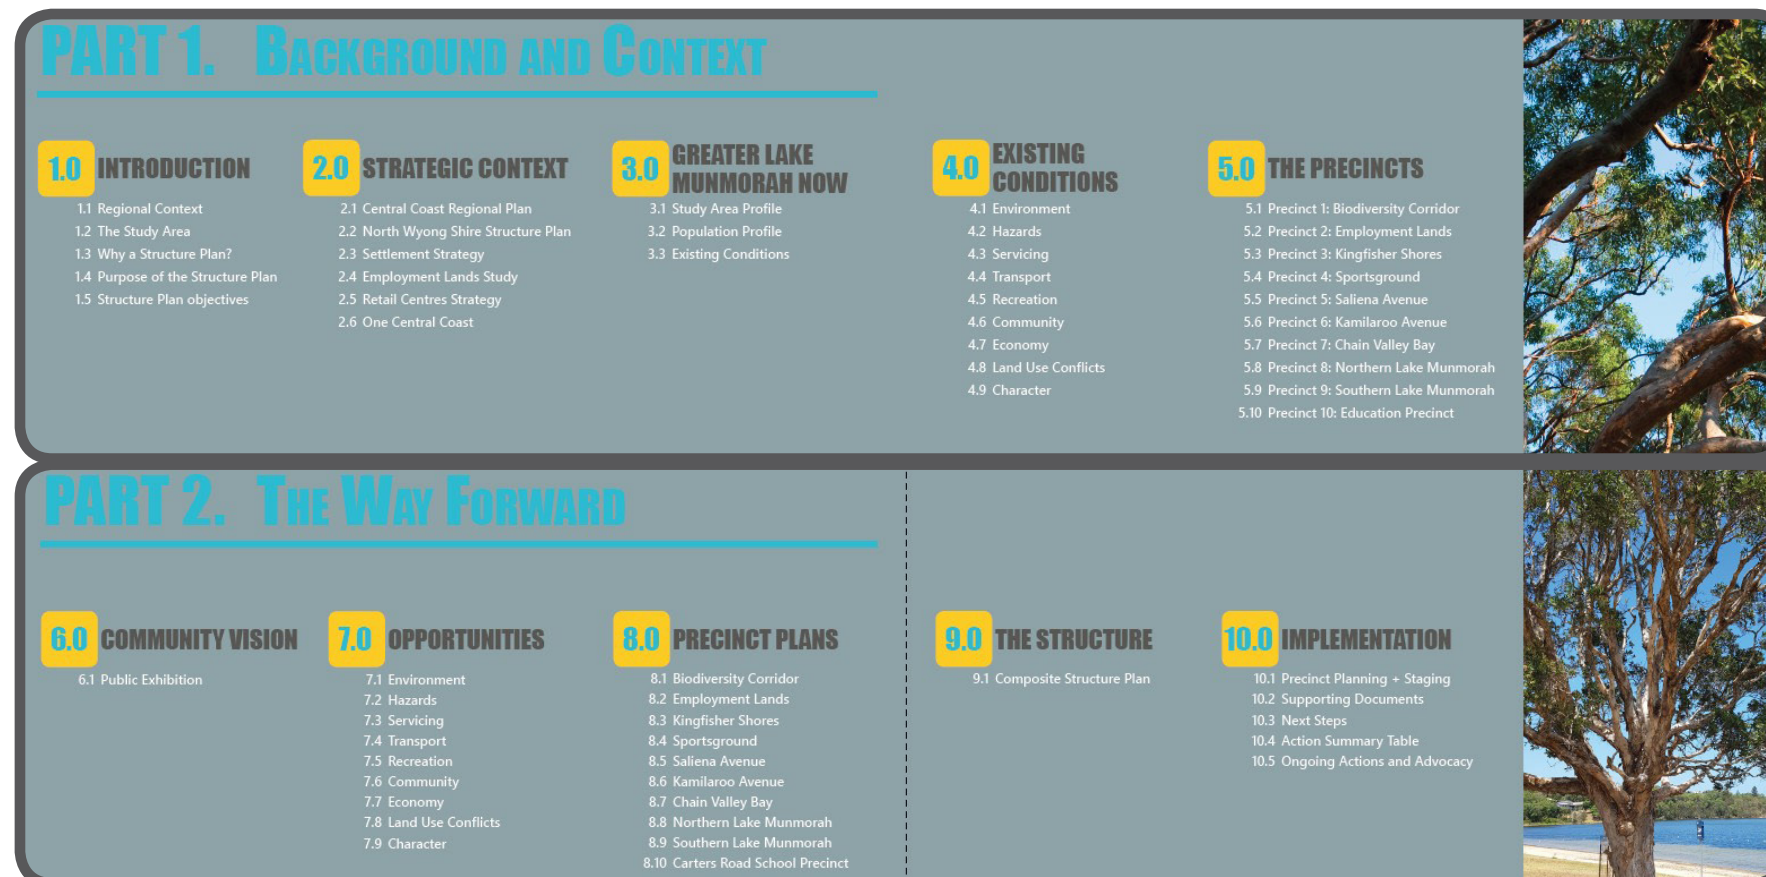 PART 1. BACKGROUND AND CONTEXT
1.0 INTRODUCTION
1.1 Regional Context
1.2 The Study Area
1.3 Why a Structure Plan?
1.4 Purpose of the Structure Plan
1.5 Structure Plan objectives
2.0 STRATEGIC CONTEXT
2.1 Central Coast Regional Plan
2.2 North Wyong Shire Structure Plan
2.3 Settlement Strategy
2.4 Employment Lands Study
2.5 Retail Centres Strategy
2.6 One Central Coast
3.0 GREATER LAKE
MUNMORAH NOW
3.1 Study Area Profile
3.2 Population Profile
3.3 Existing Conditions
4.0 EXISTING
CONDITIONS
4.1 Environment
4.2 Hazards
4.3 Servicing
4.4 Transport
4.5 Recreation
4.6 Community
4.7 Economy
4.8 Land Use Conflicts
4.9 Character
5.0 THE PRECINCTS
5.1 Precinct 1: Biodiversity Corridor
5.2 Precinct 2: Employment Lands
5.3 Precinct 3: Kingfisher Shores
5.4 Precinct 4: Sportsground
5.5 Precinct 5: Saliena Avenue
5.6 Precinct 6: Kamilaroo Avenue
5.7 Precinct 7: Chain Valley Bay
5.8 Precinct 8: Northern Lake Munmorah
5.9 Precinct 9: Southern Lake Munmorah
5.10 Precinct 10: Education Precinct
PART 2. THE WAY FORWARD
6.0 COMMUNITY VISION
6.1 Public Exhibition
7.0 OPPORTUNITIES
7.1 Environment
7.2 Hazards
7.3 Servicing
7.4 Transport
7.5 Recreation
7.6 Community
7.7 Economy
7.8 Land Use Conflicts
7.9 Character
8.0 PRECINCT PLANS
8.1 Biodiversity Corridor
8.2 Employment Lands
8.3 Kingfisher Shores
8.4 Sportsground
8.5 Saliena Avenue
8.6 Kamilaroo Avenue
8.7 Chain Valley Bay
8.8 Northern Lake Munmorah
8.9 Southern Lake Munmorah
8.10 Carters Road School Precinct
9.0 THE STRUCTURE
9.1 Composite Structure Plan
10.0 IMPLEMENTATION
10.1 Precinct Planning + Staging
10.2 Supporting Documents
10.3 Next Steps
10.4 Action Summary Table
10.5 Ongoing Actions and Advocacy